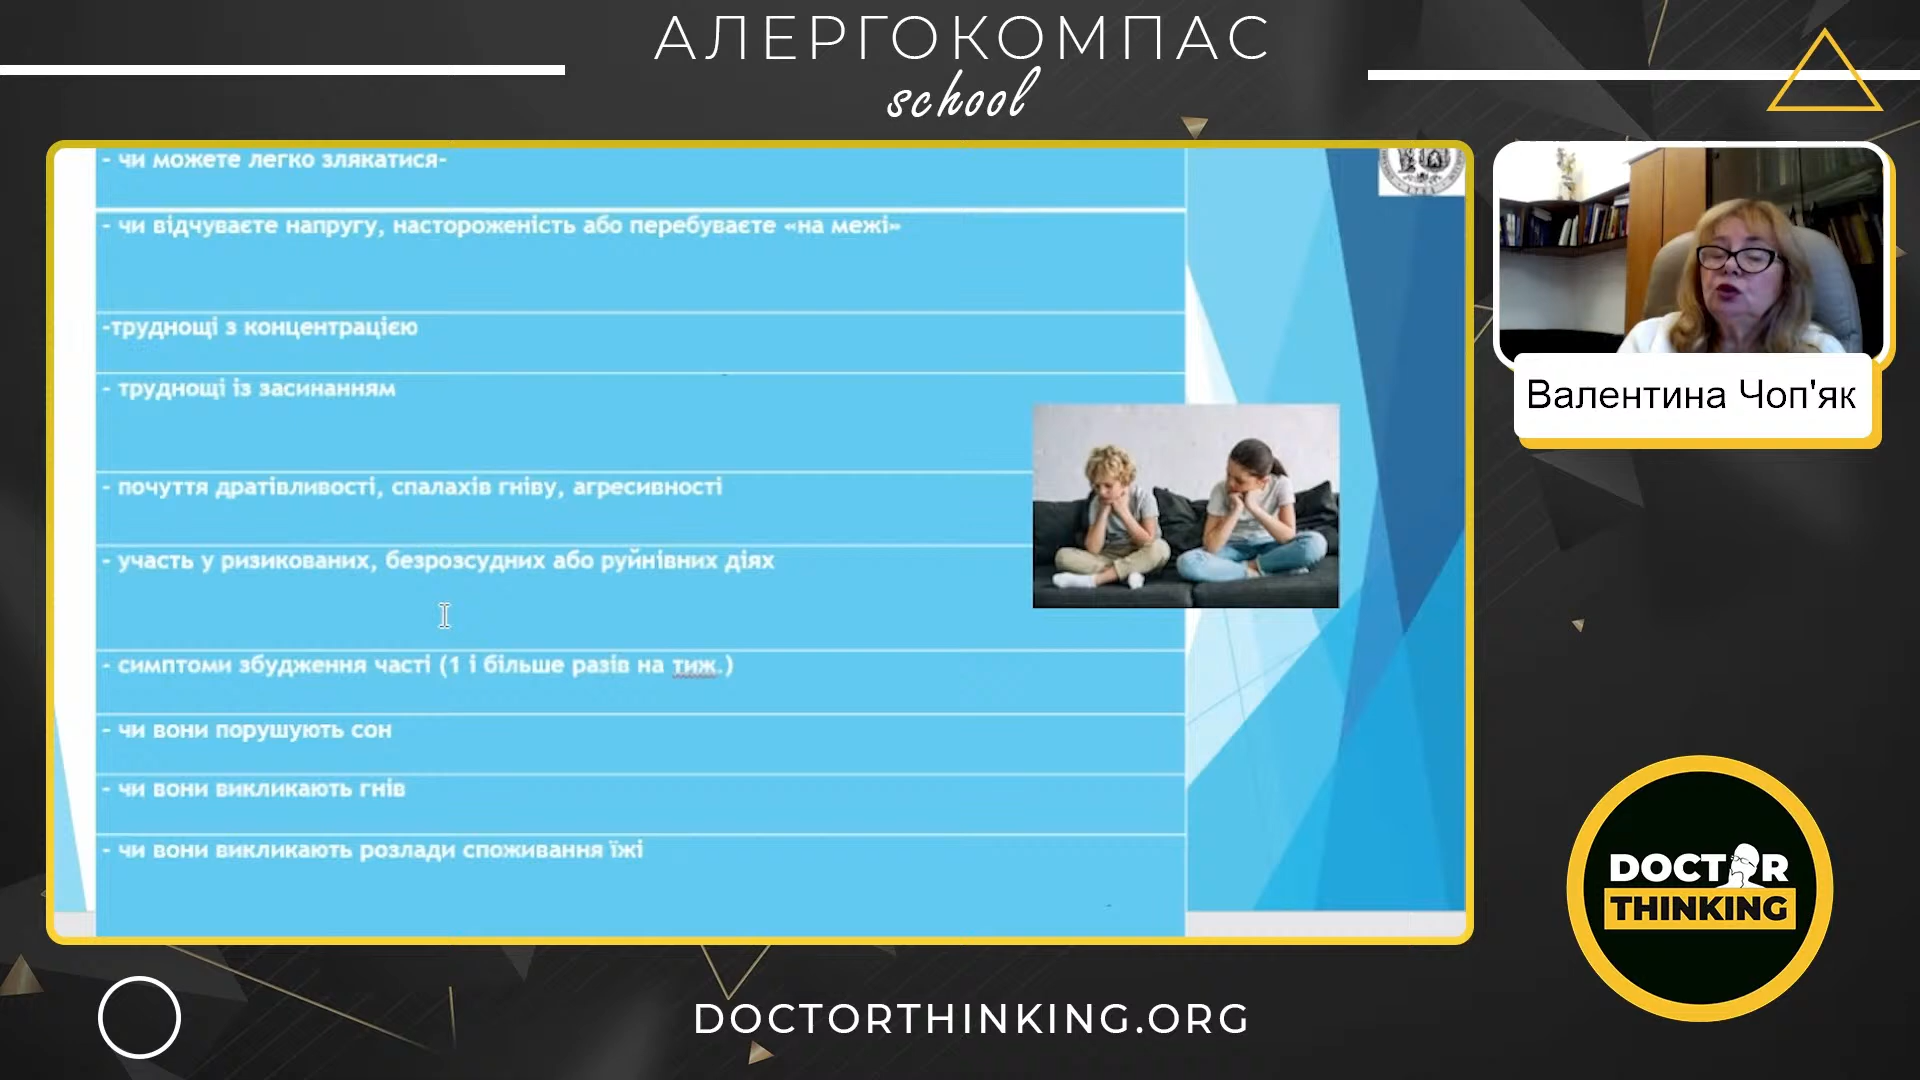 АЛЕРГОКОМПАС
school
- чи можете легко злякатися-
- чи відчуваєте напругу, настороженість або перебуваєте «на межі»
-труднощі з концентрацією
- труднощі із засинанням
- почуття дратівливості, спалахів гніву, агресивності
- участь у ризикованих, безрозсудних або руйнівних діях
- симптоми збудження часті (1 і більше разів на тиж.)
- чи вони порушують сон
- чи вони викликають гнів
- чи вони викликають розлади споживання їжі
Валентина Чоп'як
DOCTOR
THINKING
DOCTORTHINKING.ORG